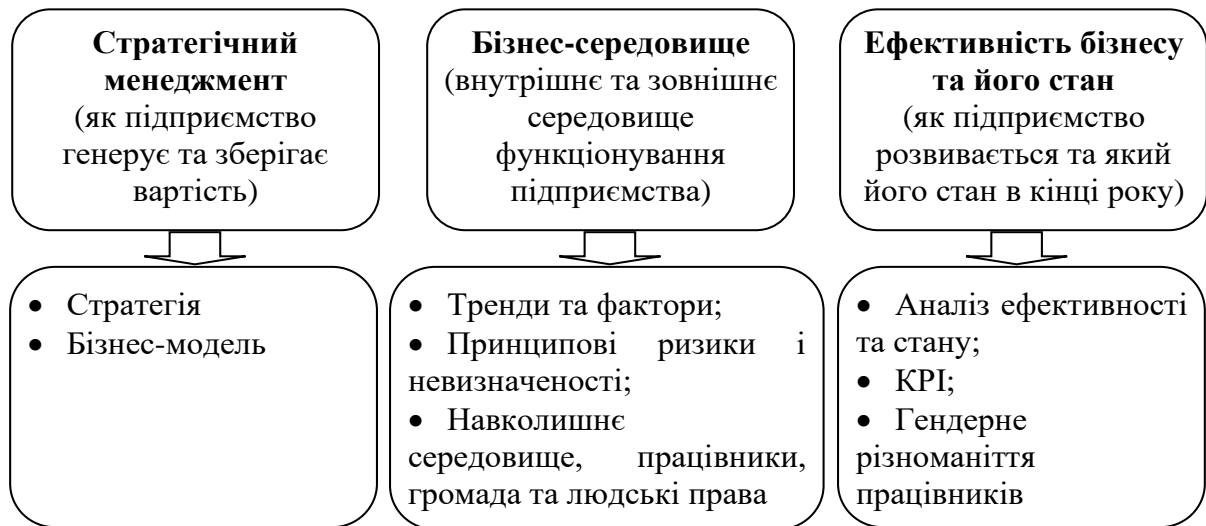 Стратегічний
менеджмент
(як підприємство
генерує та зберігає
вартість)
Бізнес-середовище
(внутрішнє та зовнішнє
середовище
функціонування
підприємства)
Ефективність бізнесу
та його стан
(як підприємство
розвивається та який
його стан в кінці року)
• Стратегія
• Бізнес-модель
• Тренди та фактори;
• Принципові ризики і
невизначеності;
• Навколишнє
середовище, працівники,
громада та людські права
• Аналіз ефективності
та стану;
• КРІ;
• Гендерне
різноманіття
працівників